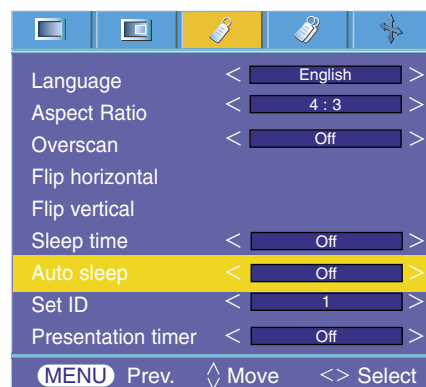 Language < English >
Aspect Ratio < 4 : 3 >
Overscan < Off >
Flip horizontal
Flip vertical
Sleep time < Off >
Auto sleep < Off >
Set ID < 1 >
Presentation timer < Off >
MENU Prev. Move <> Select